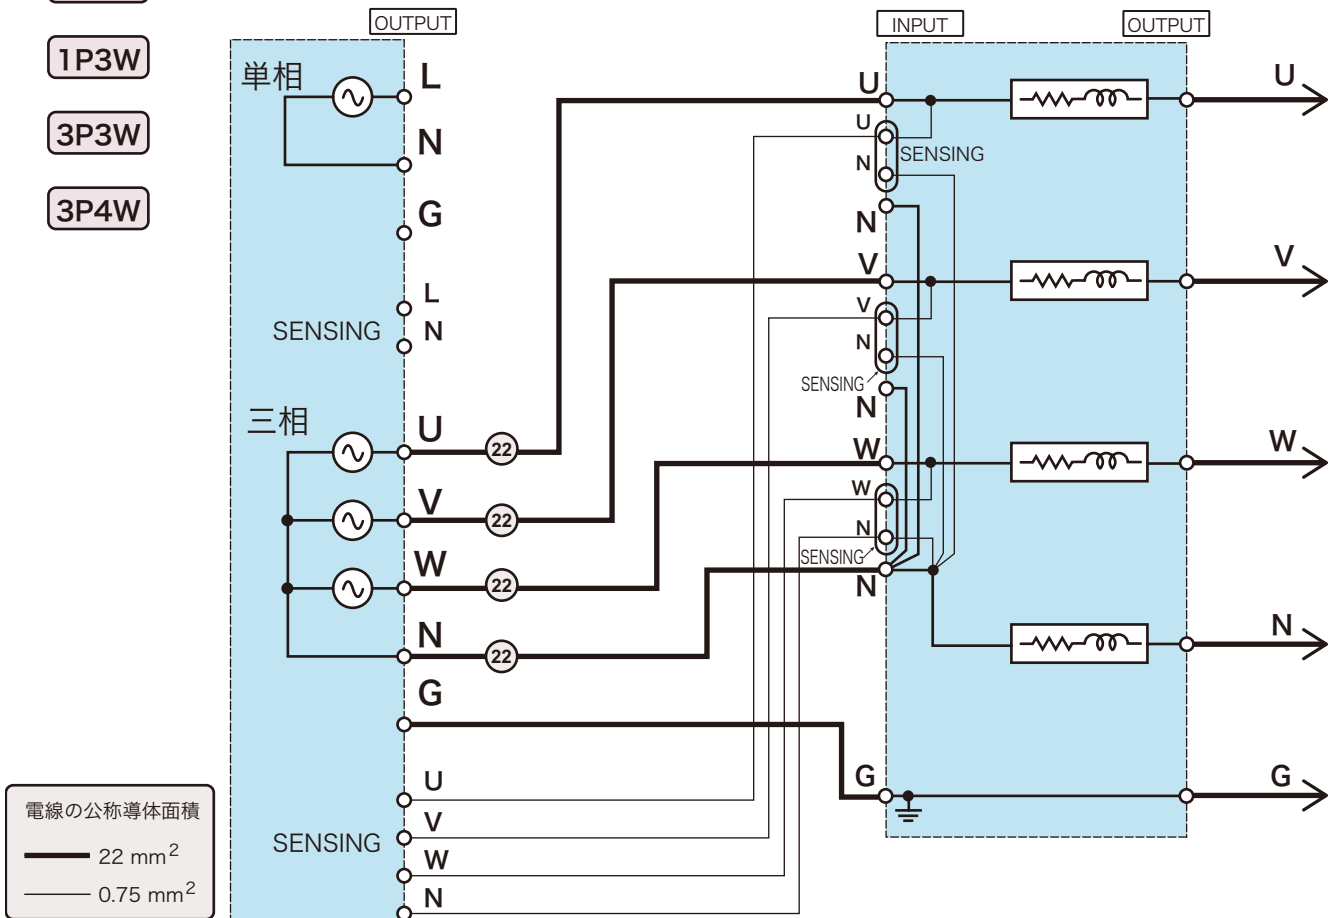 OUTPUT
INPUT
OUTPUT
1P3W
3P3W
3P4W
単相
L
N
G
L
SENSING
N
三相
U
22
V
22
W
22
N
22
G
U
V
SENSING
W
N
U
U
SENSING
N
N
V
V
N
SENSING
N
W
W
N
SENSING
N
G
U
V
W
N
G
電線の公称導体面積
22 mm²
0.75 mm²